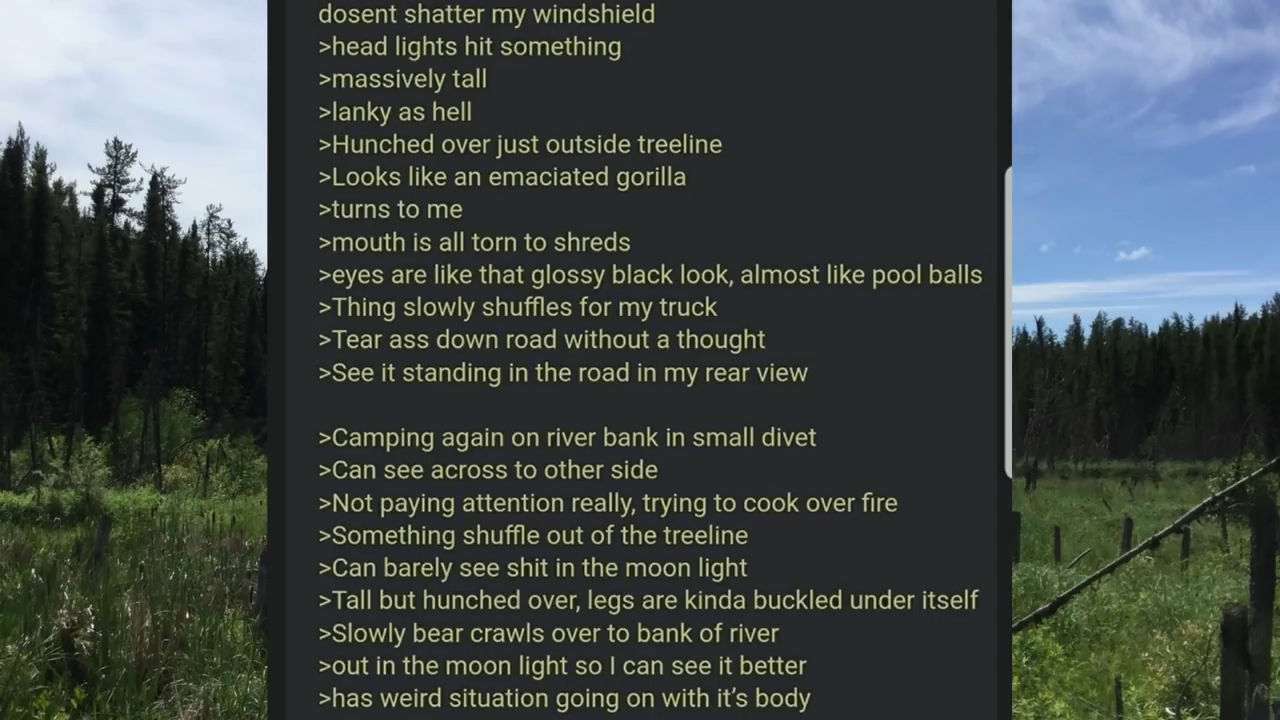 dosent shatter my windshield
>head lights hit something
>massively tall
>lanky as hell
>Hunched over just outside treeline
>Looks like an emaciated gorilla
>turns to me
>mouth is all torn to shreds
>eyes are like that glossy black look, almost like pool balls
>Thing slowly shuffles for my truck
>Tear ass down road without a thought
>See it standing in the road in my rear view
>Camping again on river bank in small divet
>Can see across to other side
>Not paying attention really, trying to cook over fire
>Something shuffle out of the treeline
>Can barely see shit in the moon light
>Tall but hunched over, legs are kinda buckled under itself
>Slowly bear crawls over to bank of river
>out in the moon light so I can see it better
>has weird situation going on with it’s body